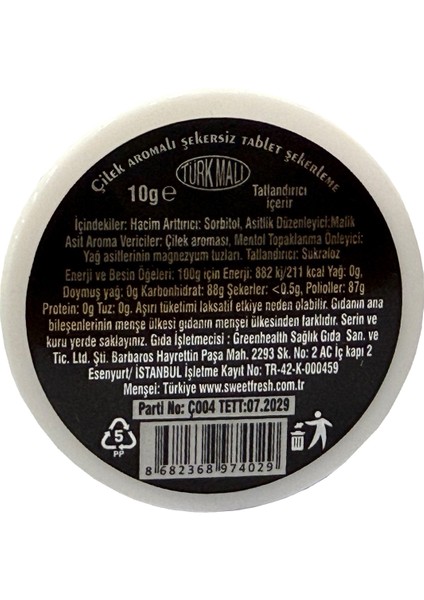 Çilek AROMALI ŞEKERSİZ TABLET ŞEKERLEME
TÜRK MALI
10g e
Tallandırıcı
içerir
İçindekiler: Hacim Arttırıcı: Sorbitol, Asitlik Düzenleyici:Malik
Asit Aroma Vericiler: Çilek aroması, Mentol Topaklanma Önleyici:
Yağ asitlerinin magnezyum tuzları. Tallandırıcı: Sukraloz
Enerji ve Besin Öğeleri: 100g için Enerji: 882 kj/211 kcal Yağ: 0g,
Doymuş yağ: 0g Karbonhidrat: 88g Şekerler: <0.5g, Polioller: 87g
Protein: 0g Tuz: 0g. Aşırı tüketimi laksatif etkiye neden olabilir. Gıdanın ana
bileşenlerinin menşe ülkesi gıdanın menşei ülkesinden farklıdır. Serin ve
kuru yerde saklayınız. Gıda İşletmecisi : Greenhealth Sağlık Gıda San. ve
Tic. Ltd. Şti. Barbaros Hayrettin Paşa Mah. 2293 Sk. No: 2 AC İç kapı 2
Esenyurt/ İSTANBUL İşletme Kayıt No: TR-42-K-000459
Menşei: Türkiye www.sweetfresh.com.tr
Parti No: Ç004 TETT:07.2029
5
PP
8 682368 974029